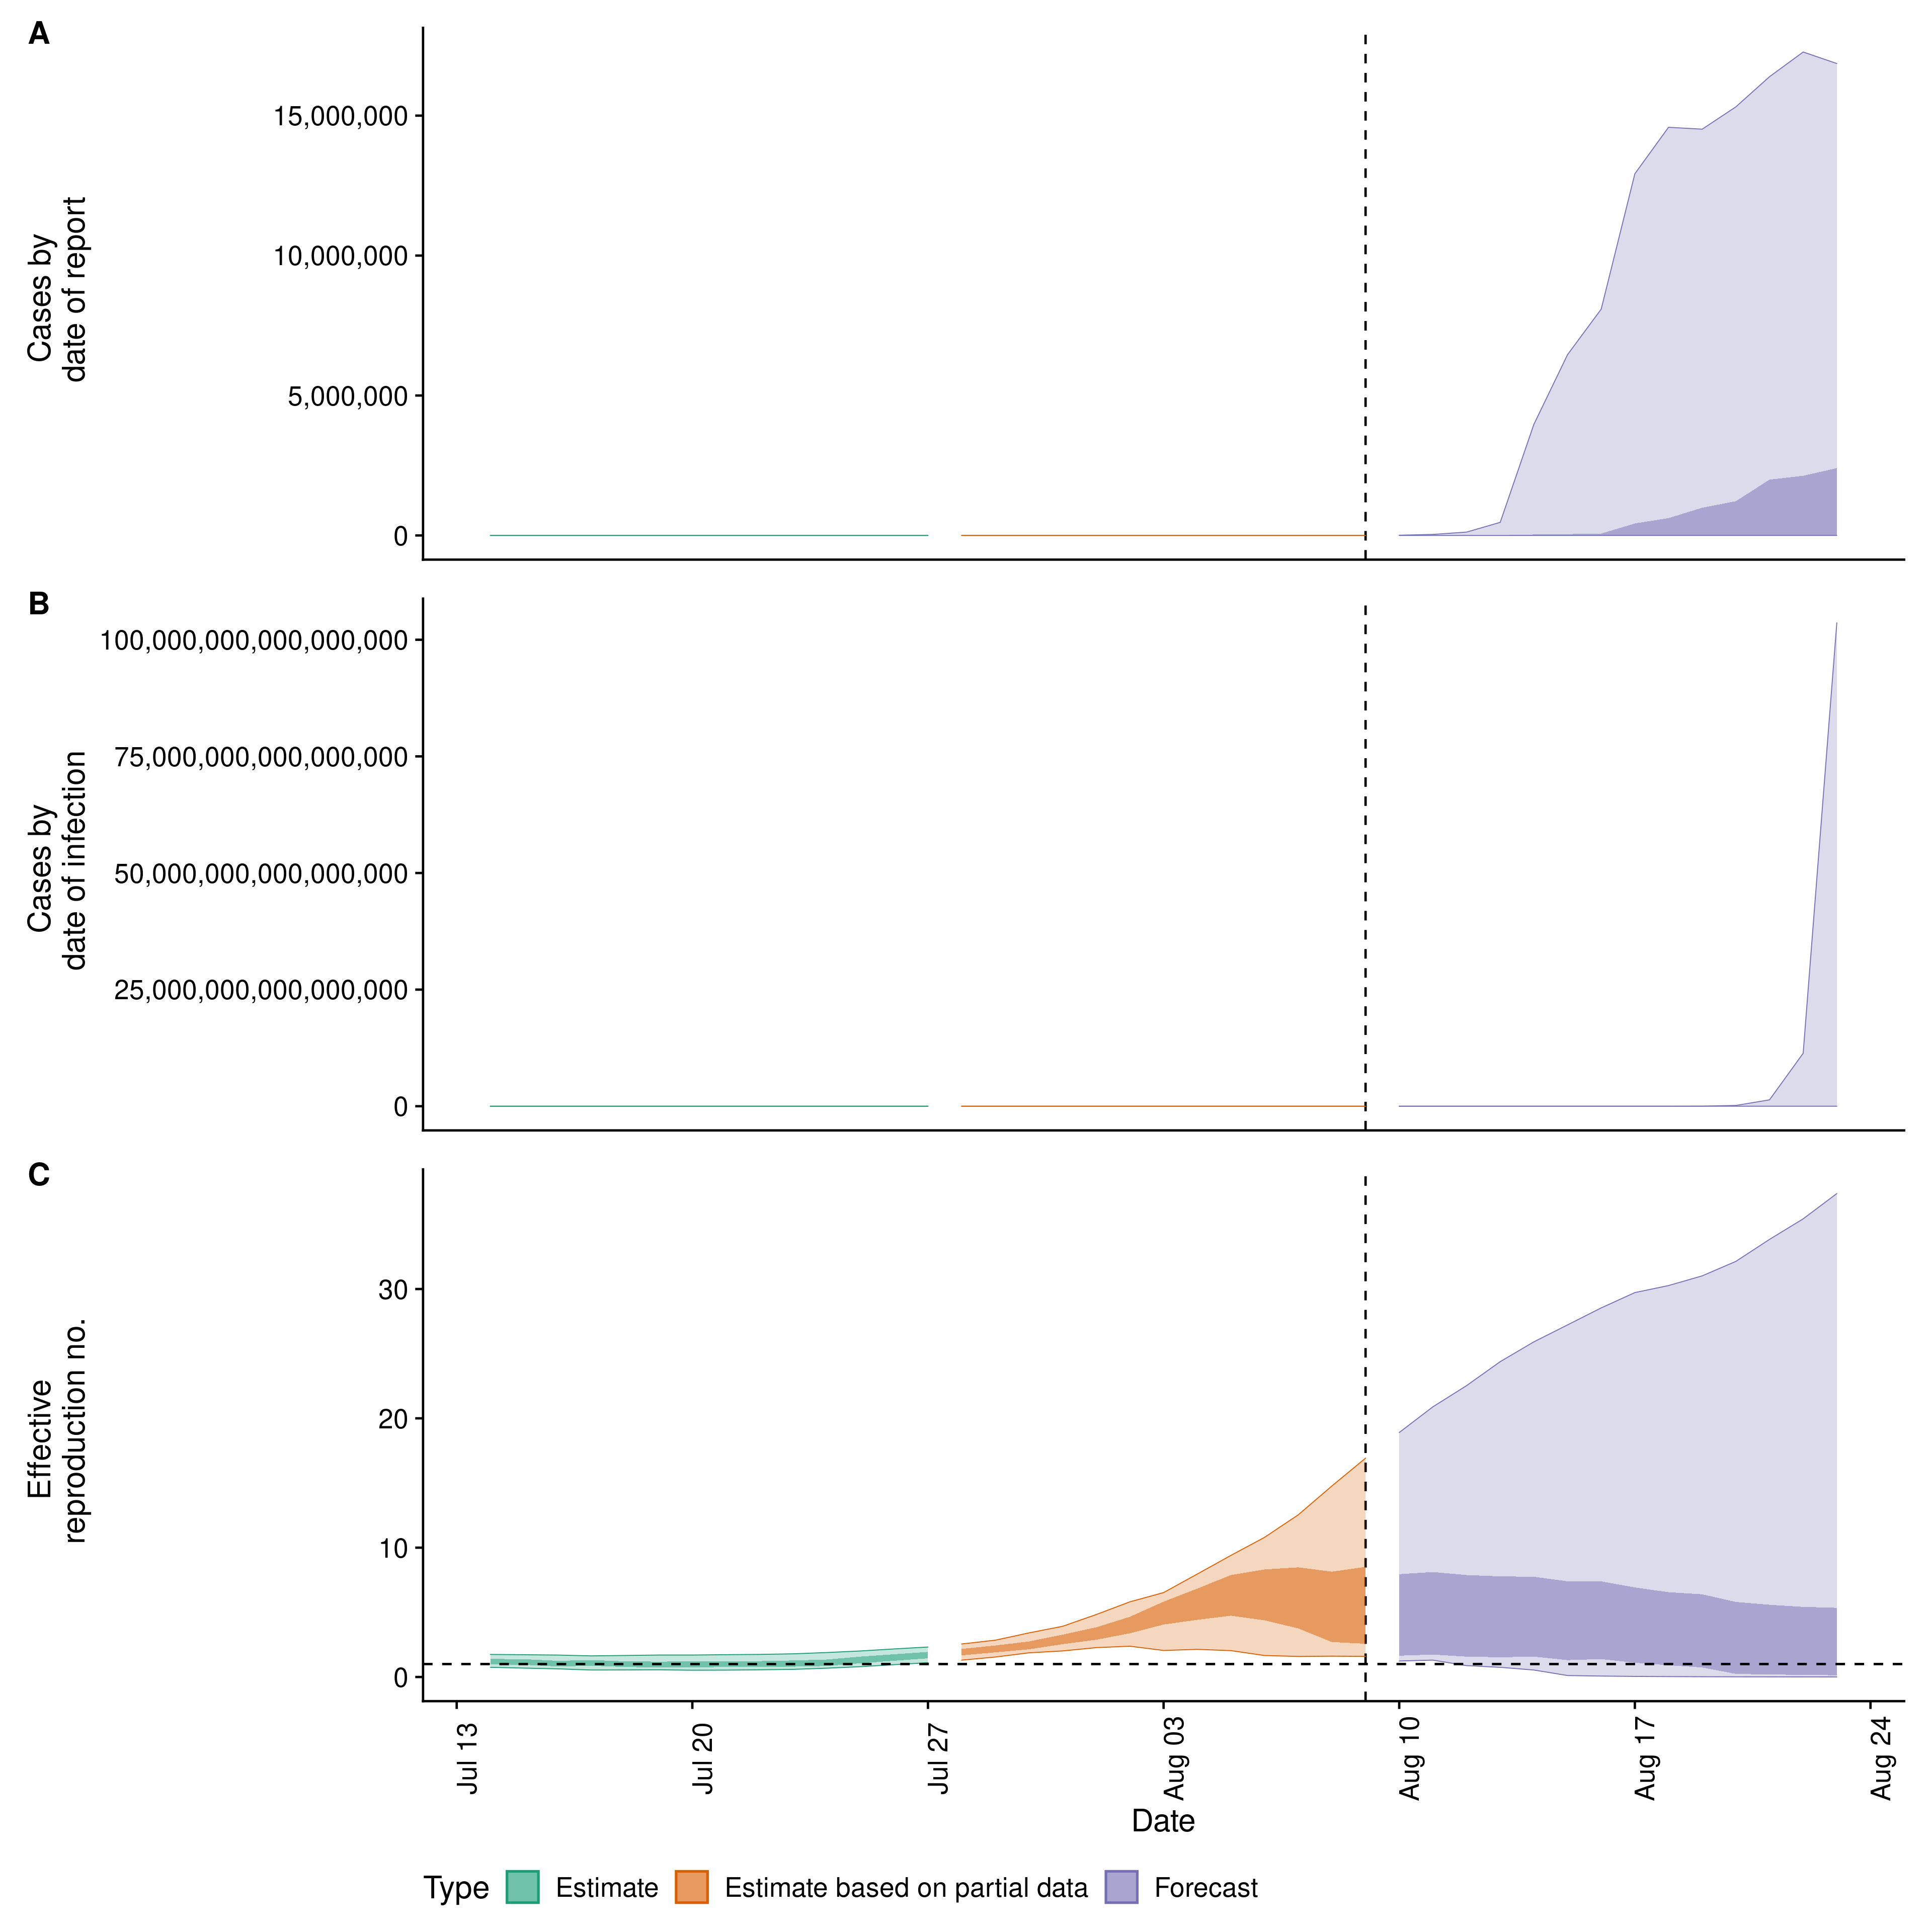 A
Cases by
date of report
15,000,000
10,000,000
5,000,000
0
B
Cases by
date of infection
100,000,000,000,000,000
75,000,000,000,000,000
50,000,000,000,000,000
25,000,000,000,000,000
0
C
Effective
reproduction no.
30
20
10
0
Jul 13
Jul 20
Jul 27
Aug 03
Aug 10
Aug 17
Aug 24
Date
Type Estimate Estimate based on partial data Forecast